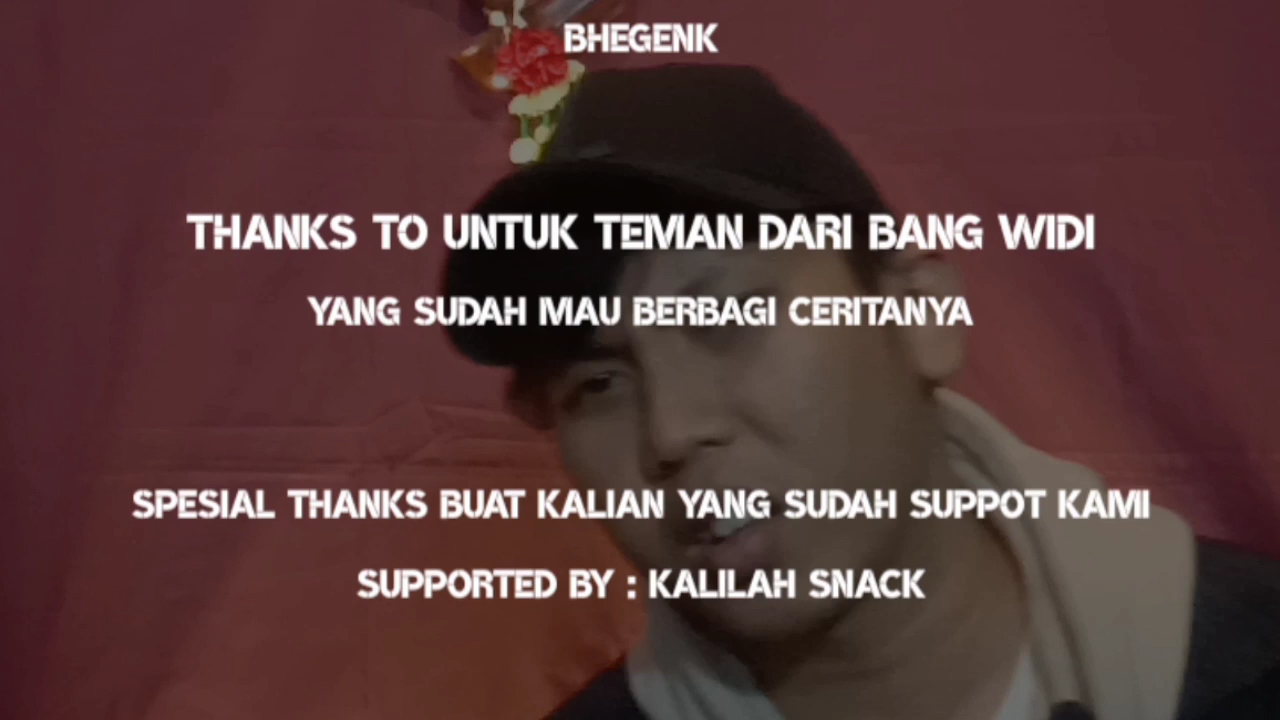 BHEGENK
THANKS TO UNTUK TEMAN DARI BANG WIDI
YANG SUDAH MAU BERBAGI CERITANYA
SPESIAL THANKS BUAT KALIAN YANG SUDAH SUPPOT KAMI
SUPPORTED BY : KALILAH SNACK